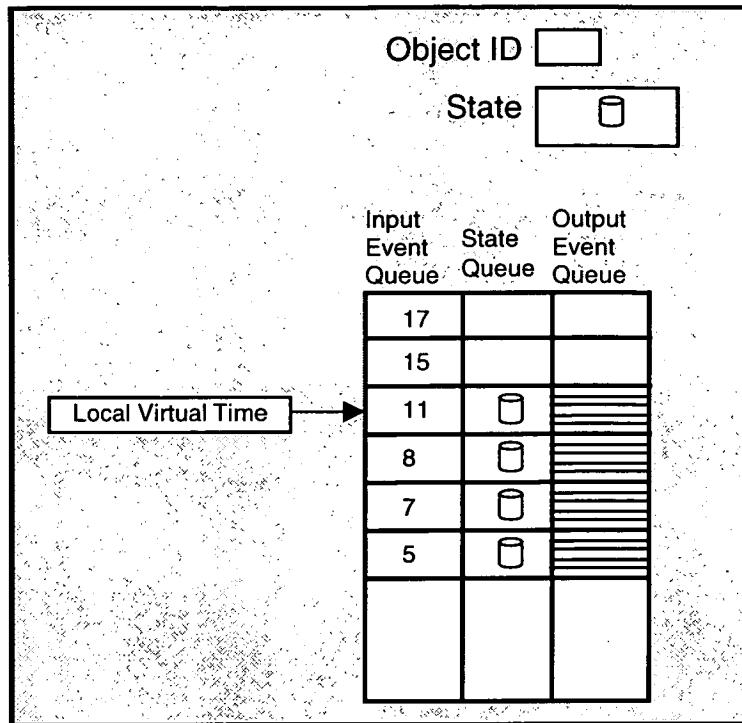 Object ID
State
Input Event Queue
State Queue
Output Event Queue
17
15
Local Virtual Time
11
8
7
5